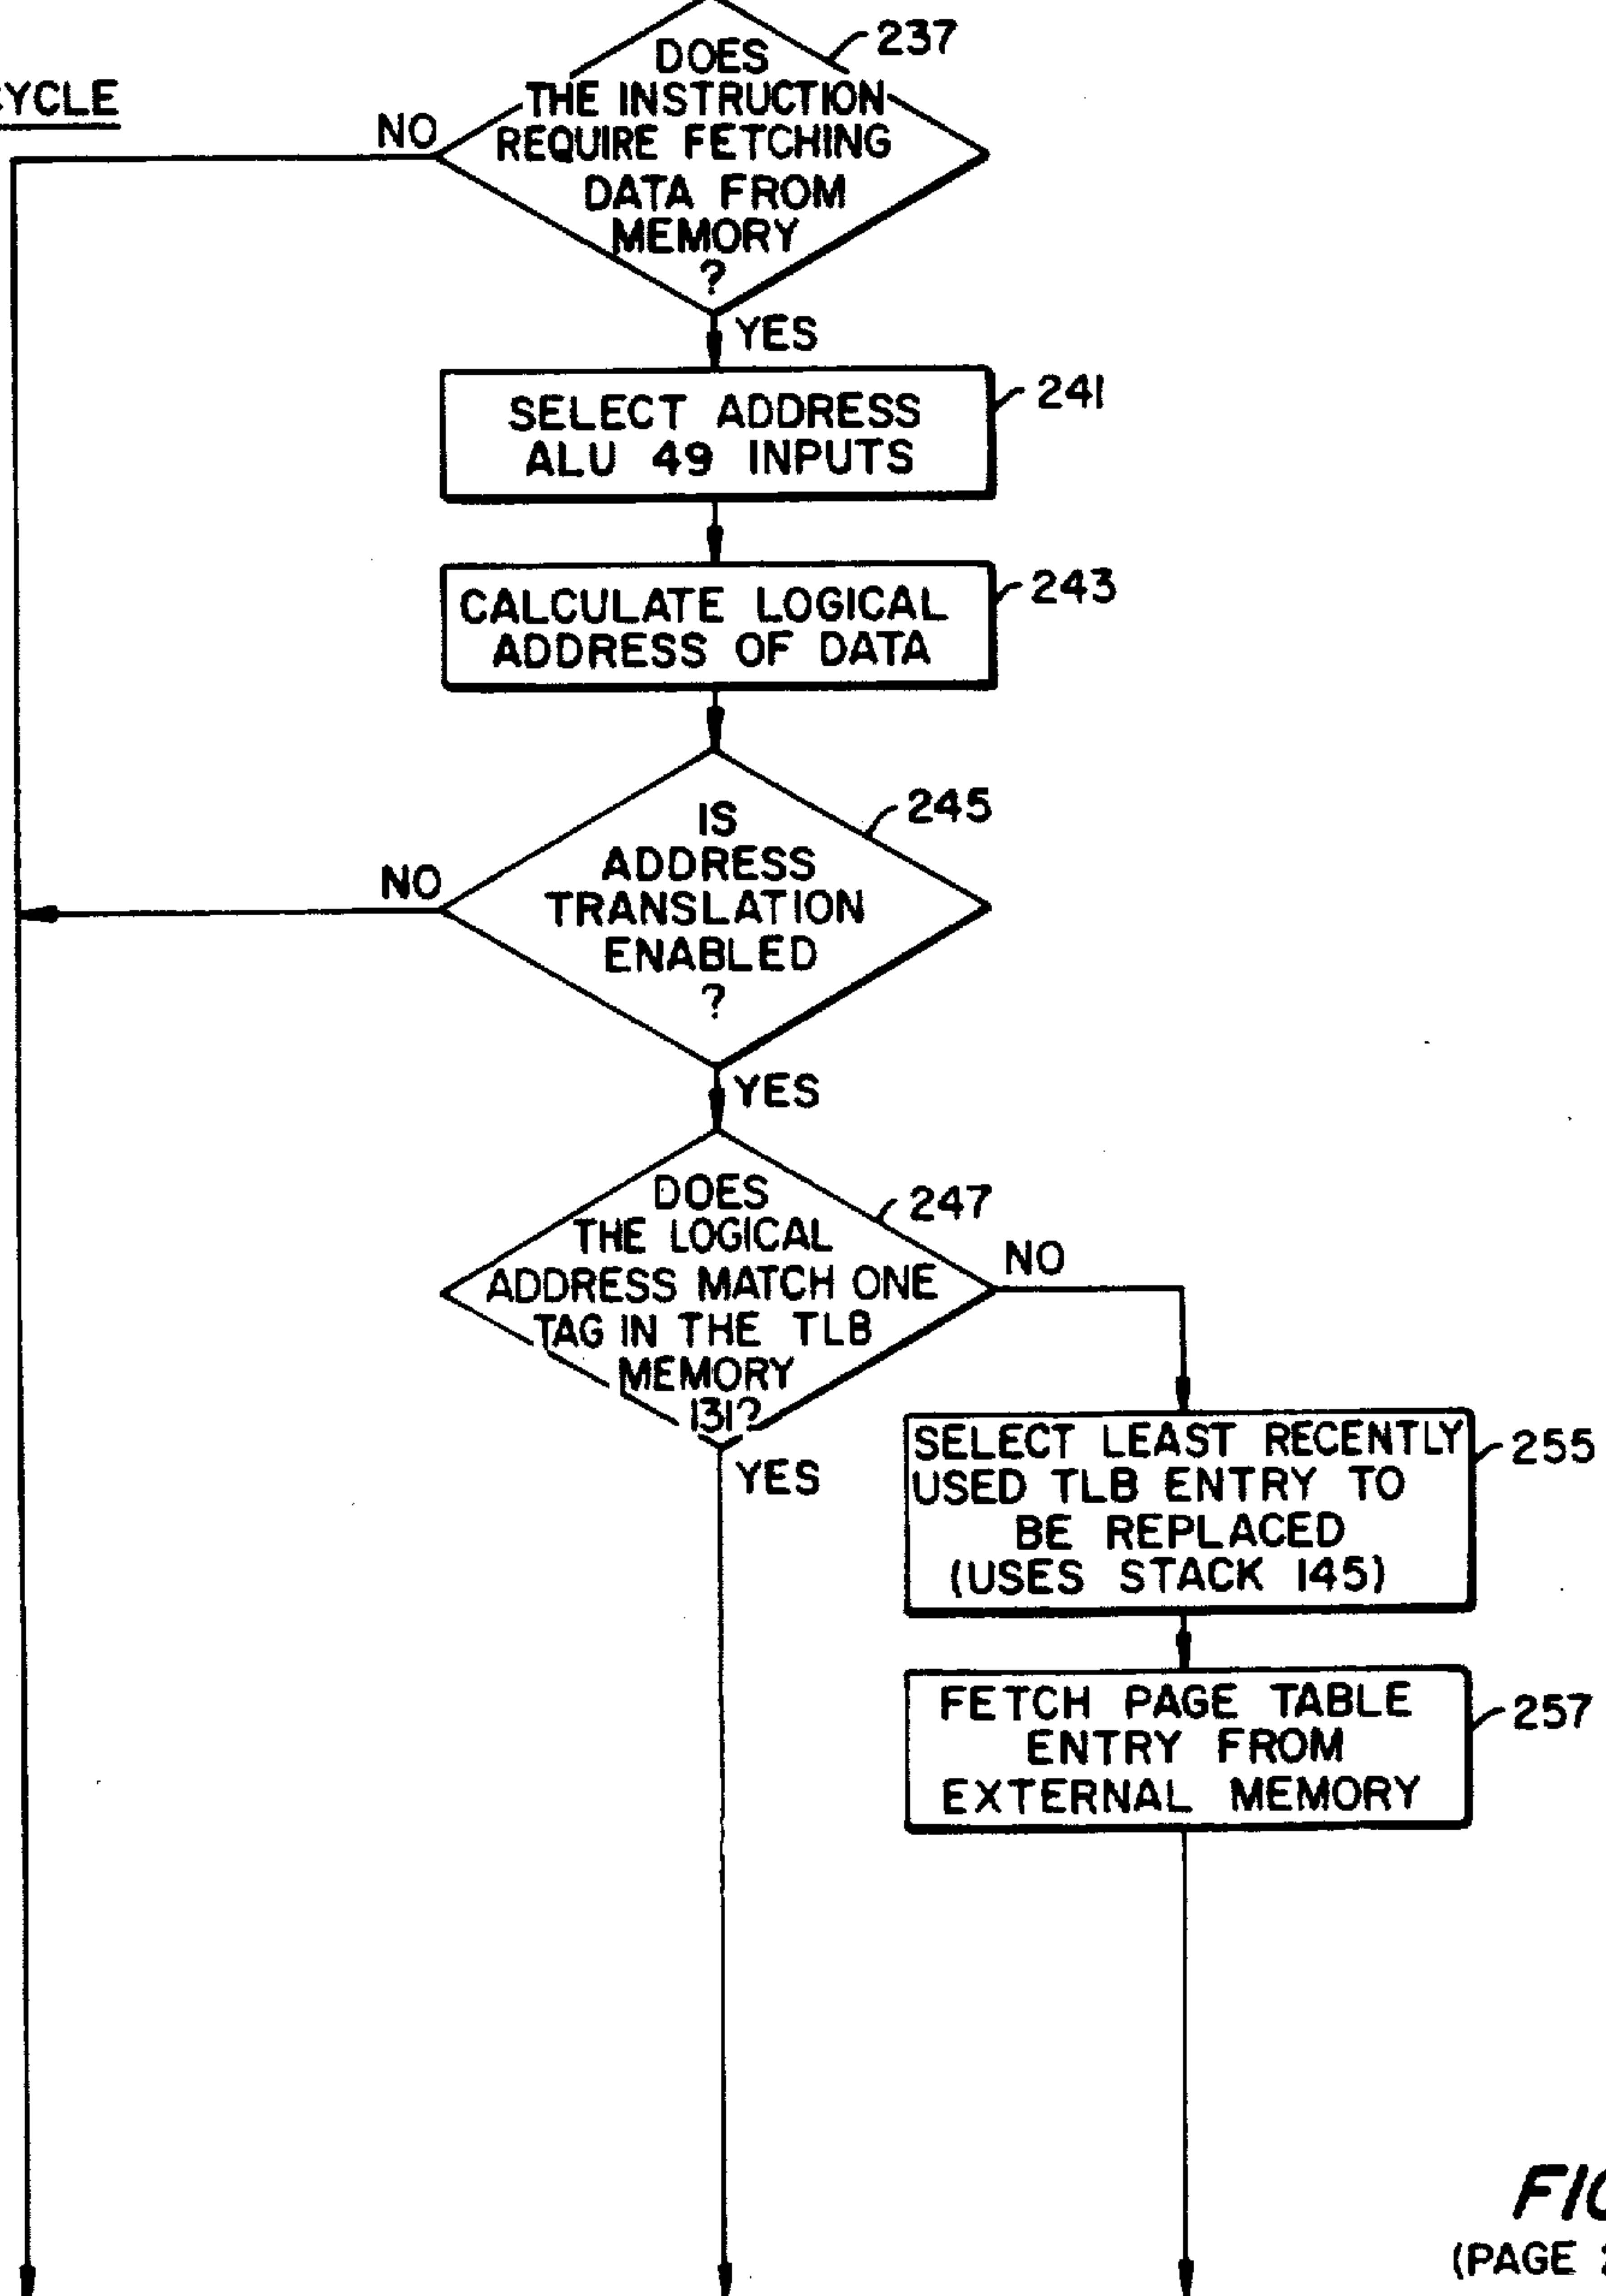 237
DOES
THE INSTRUCTION
REQUIRE FETCHING
DATA FROM
MEMORY
?
NO
YES
241
SELECT ADDRESS
ALU 49 INPUTS
243
CALCULATE LOGICAL
ADDRESS OF DATA
245
IS
ADDRESS
TRANSLATION
ENABLED
?
NO
YES
247
DOES
THE LOGICAL
ADDRESS MATCH ONE
TAG IN THE TLB
MEMORY
131?
NO
YES
255
SELECT LEAST RECENTLY
USED TLB ENTRY TO
BE REPLACED
(USES STACK 145)
257
FETCH PAGE TABLE
ENTRY FROM
EXTERNAL MEMORY
(PAGE